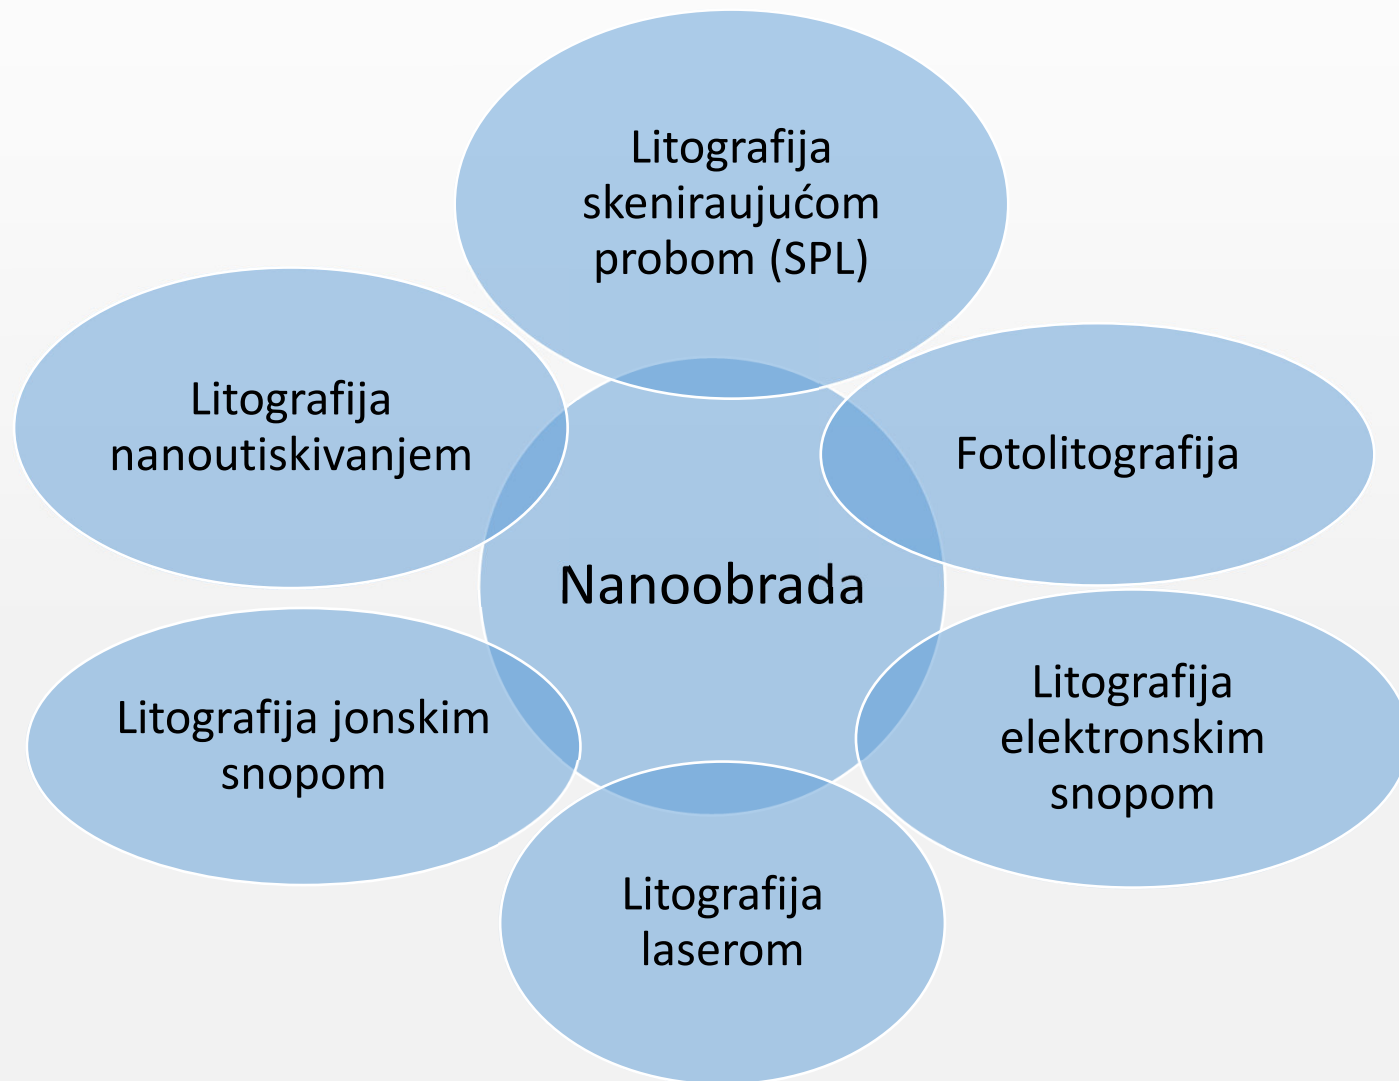 Litografija
skeniraujućom
probom (SPL)
Litografija
nanoutiskivanjem
Fotolitografija
Nanoobrada
Litografija jonskim
snopom
Litografija
elektronskim
snopom
Litografija
laserom